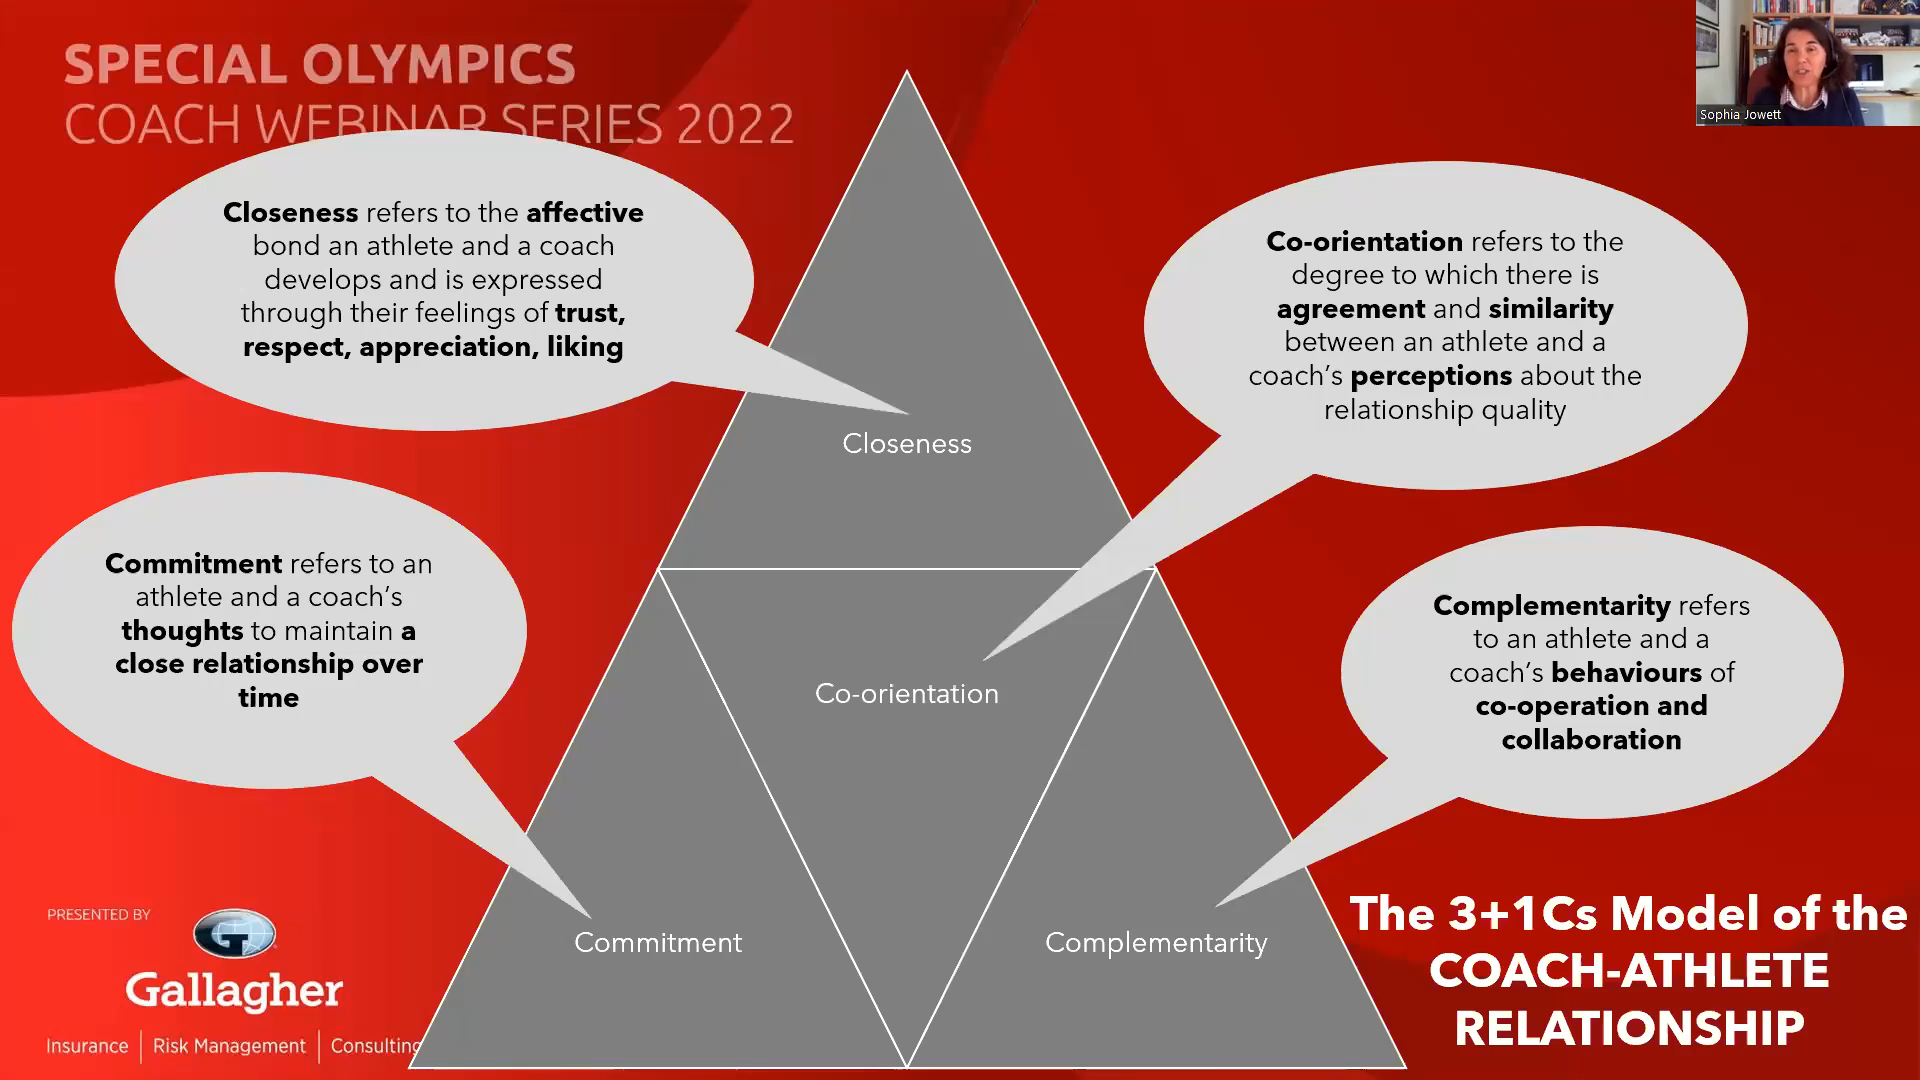 SPECIAL OLYMPICS
COACH WEBINAR SERIES 2022
Sophia Jowett
Closeness refers to the affective
bond an athlete and a coach
develops and is expressed
through their feelings of trust,
respect, appreciation, liking
Co-orientation refers to the
degree to which there is
agreement and similarity
between an athlete and a
coach’s perceptions about the
relationship quality
Closeness
Commitment refers to an
athlete and a coach’s
thoughts to maintain a
close relationship over
time
Complementarity refers
to an athlete and a
coach’s behaviours of
co-operation and
collaboration
Co-orientation
Commitment
Complementarity
PRESENTED BY
G
Gallagher
Insurance | Risk Management | Consulting
The 3+1Cs Model of the
COACH-ATHLETE
RELATIONSHIP